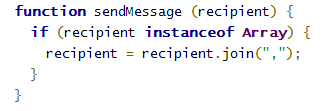 function sendMessage (recipient) {
  if (recipient instanceof Array) {
    recipient = recipient.join(",");
  }
}